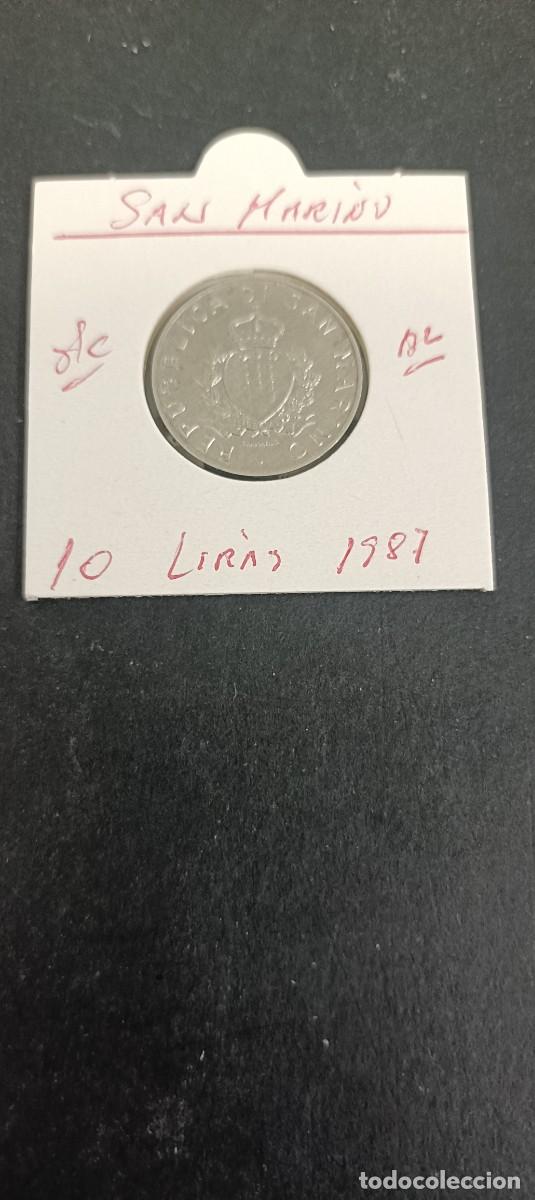 SAN MARINO
REPUBBLICA DI SAN MARINO
S/C AL
10 LIRAS 1987
todocoleccion